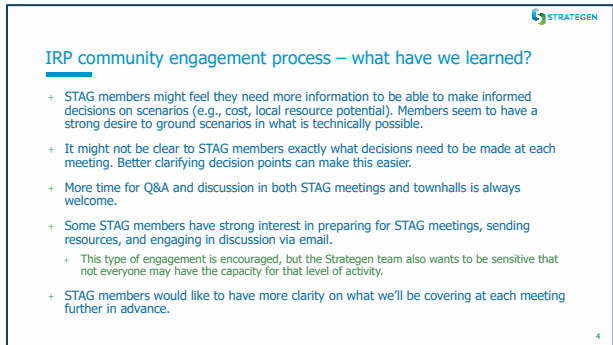 STRATEGEN
IRP community engagement process – what have we learned?
+ STAG members might feel they need more information to be able to make informed
decisions on scenarios (e.g., cost, local resource potential). Members seem to have a
strong desire to ground scenarios in what is technically possible.
+ It might not be clear to STAG members exactly what decisions need to be made at each
meeting. Better clarifying decision points can make this easier.
+ More time for Q&A and discussion in both STAG meetings and townhalls is always
welcome.
+ Some STAG members have strong interest in preparing for STAG meetings, sending
resources, and engaging in discussion via email.
+ This type of engagement is encouraged, but the Strategen team also wants to be sensitive that
not everyone may have the capacity for that level of activity.
+ STAG members would like to have more clarity on what we'll be covering at each meeting
further in advance.
4